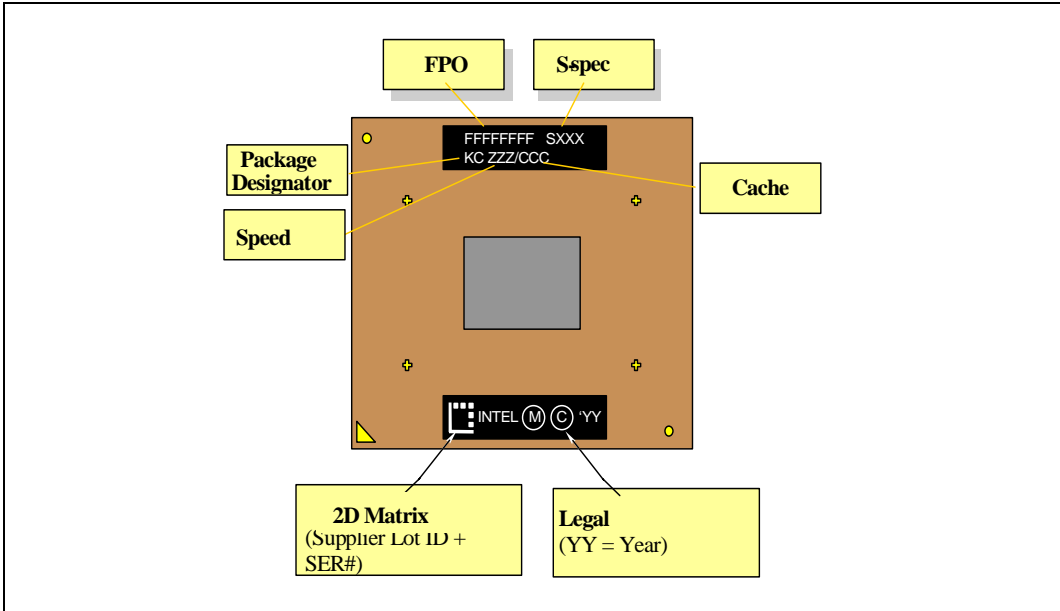 FPO
S-spec
FFFFFFFF SXXX
KC ZZZ/CCC
Package
Designator
Cache
Speed
INTEL M C 'YY
2D Matrix
(Supplier Lot ID +
SER#)
Legal
(YY = Year)